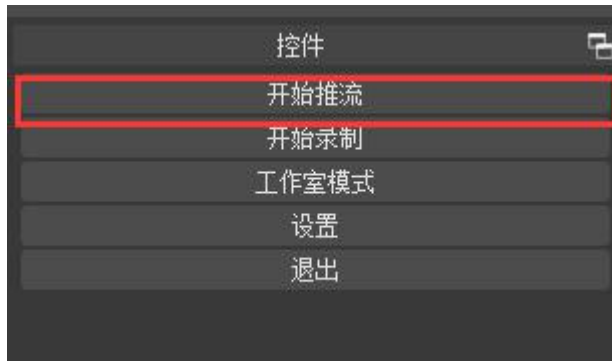 控件
开始推流
开始录制
工作室模式
设置
退出